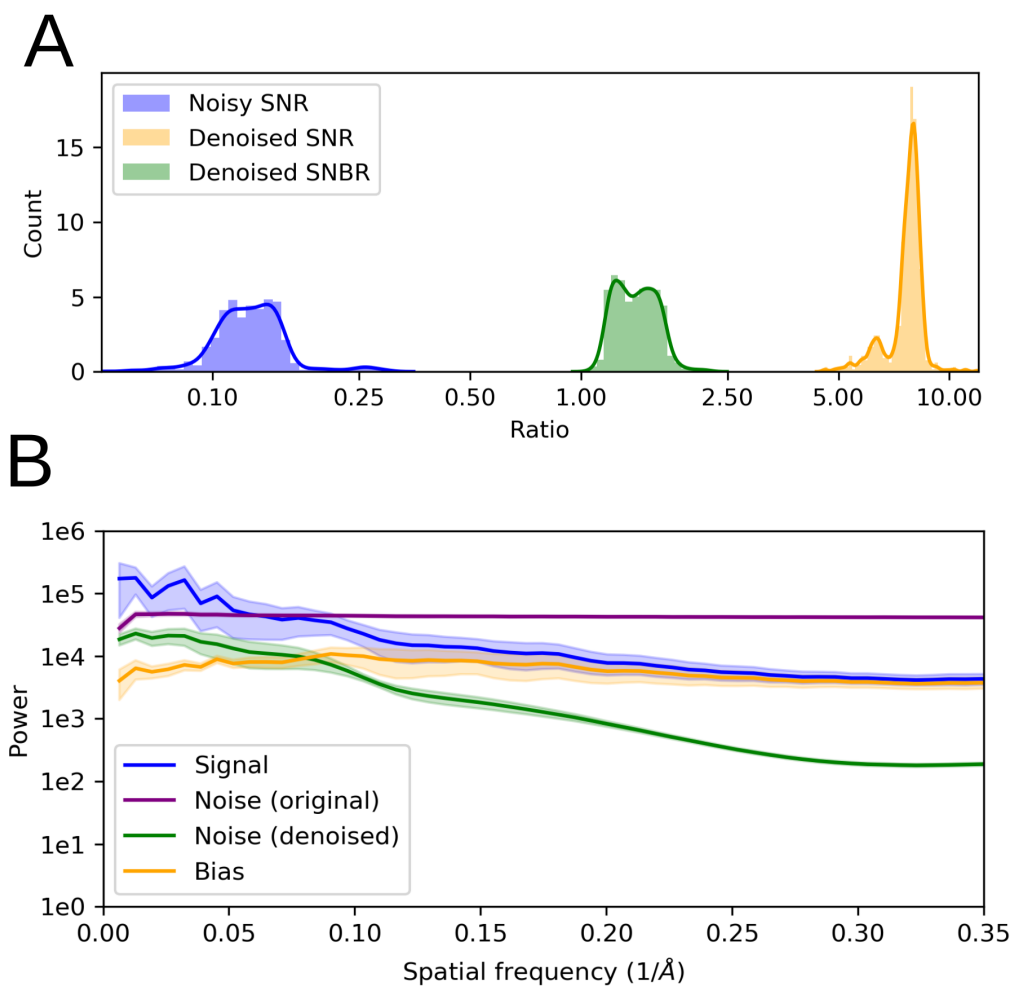 A
Noisy SNR
Denoised SNR
Denoised SNBR
Count
15
10
5
0
0.10 0.25 0.50 1.00 2.50 5.00 10.00
Ratio
B
1e6
1e5
1e4
1e3
1e2
1e1
1e0
Power
Signal
Noise (original)
Noise (denoised)
Bias
0.00 0.05 0.10 0.15 0.20 0.25 0.30 0.35
Spatial frequency (1/Å)